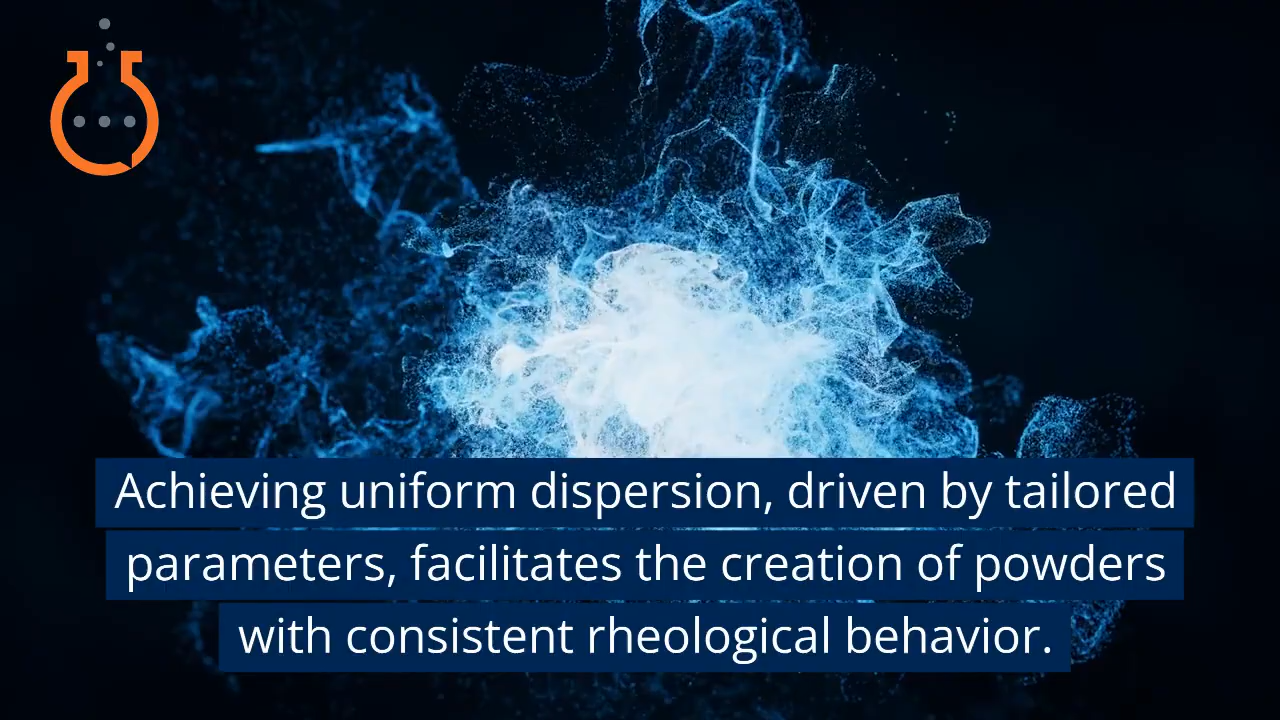 Achieving uniform dispersion, driven by tailored
parameters, facilitates the creation of powders
with consistent rheological behavior.